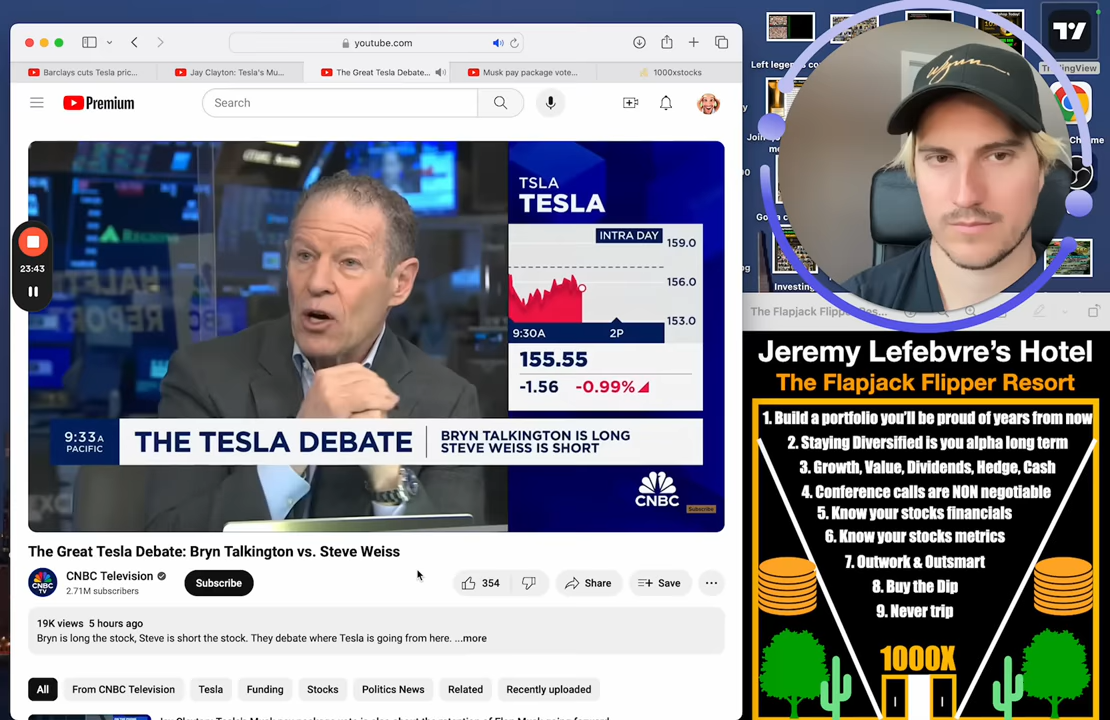 youtube.com
Barclays cuts Tesla pric...
Jay Clayton: Tesla's Mu...
The Great Tesla Debate...
Musk pay package vote...
1000xstocks
Premium
Search
23:43
TSLA
TESLA
INTRA DAY
159.0
156.0
153.0
9:30A
2P
155.55
-1.56 -0.99%
9:33A
PACIFIC
THE TESLA DEBATE
BRYN TALKINGTON IS LONG
STEVE WEISS IS SHORT
CNBC
Subscribe
The Great Tesla Debate: Bryn Talkington vs. Steve Weiss
CNBC
TV
CNBC Television
2.71M subscribers
Subscribe
354
Share
Save
19K views 5 hours ago
Bryn is long the stock, Steve is short the stock. They debate where Tesla is going from here. ...more
All
From CNBC Television
Tesla
Funding
Stocks
Politics News
Related
Recently uploaded
TradingView
Left legen
Investing
wynn
Jeremy Lefebvre's Hotel
The Flapjack Flipper Resort
1. Build a portfolio you'll be proud of years from now
2. Staying Diversified is you alpha long term
3. Growth, Value, Dividends, Hedge, Cash
4. Conference calls are NON negotiable
5. Know your stocks financials
6. Know your stocks metrics
7. Outwork & Outsmart
8. Buy the Dip
9. Never trip
1000X